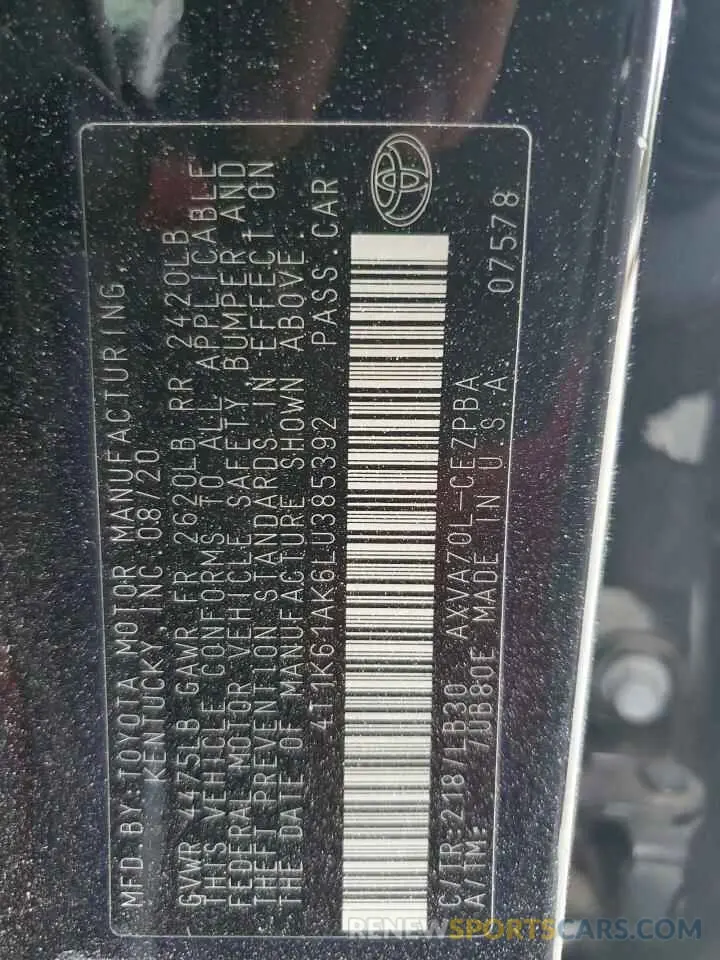 MFD. BY: TOYOTA MOTOR MANUFACTURING,
KENTUCKY, INC. 08/20
GVWR 4475LB GAWR FR 2620LB RR 2420LB
THIS VEHICLE CONFORMS TO ALL APPLICABLE
FEDERAL MOTOR VEHICLE SAFETY, BUMPER AND
THEFT PREVENTION STANDARDS IN EFFECT ON
THE DATE OF MANUFACTURE SHOWN ABOVE.
4T1K61AK6LU385392 PASS.CAR
C/TR:218/LB30 AXVA70L-CEZPBA
A/TM: -/UB80E MADE IN U.S.A. 07578
RENEWSPORTSCARS.COM